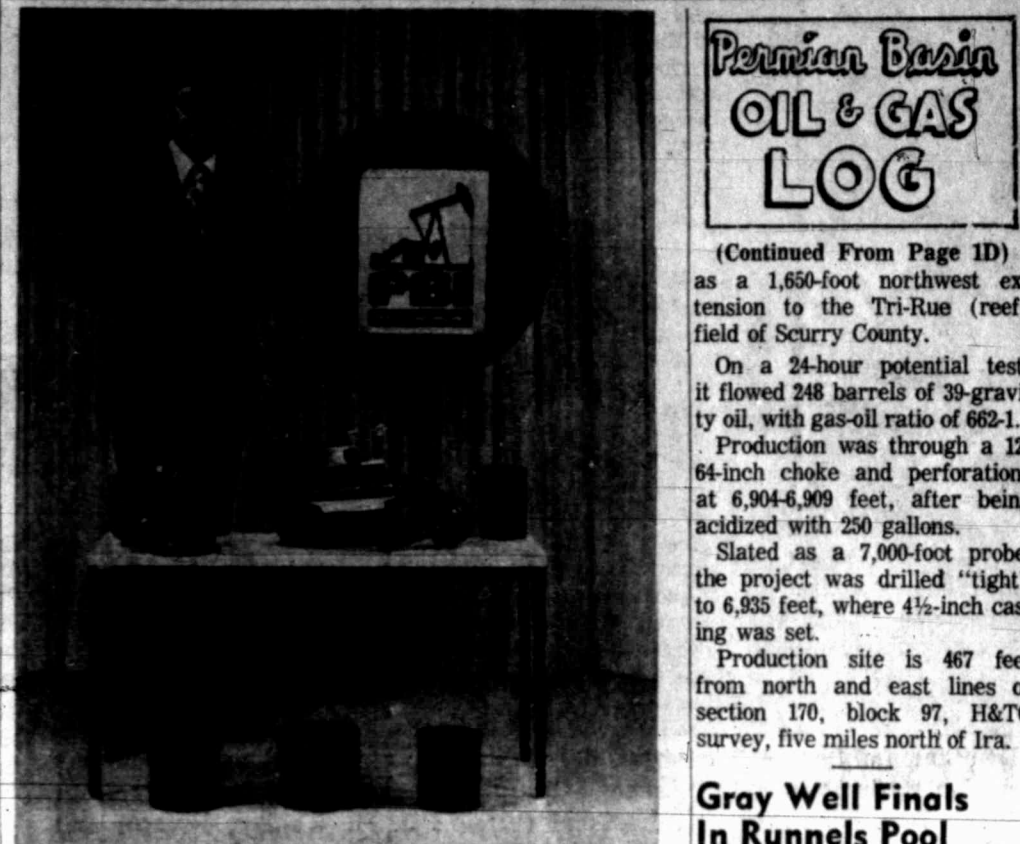 PBI
Permian Basin
OIL & GAS
LOG
(Continued From Page 1D)
as a 1,650-foot northwest ex
tension to the Tri-Rue (reef
field of Scurry County.
On a 24-hour potential test
it flowed 248 barrels of 39-gravi
ty oil, with gas-oil ratio of 662-1.
Production was through a 12
64-inch choke and perforation
at 6,904-6,909 feet, after bein
acidized with 250 gallons.
Slated as a 7,000-foot probe
the project was drilled "tight
to 6,935 feet, where 4½-inch cas
ing was set.
Production site is 467 fee
from north and east lines o
section 170, block 97, H&TC
survey, five miles north of Ira.
Gray Well Finals
In Runnels Pool